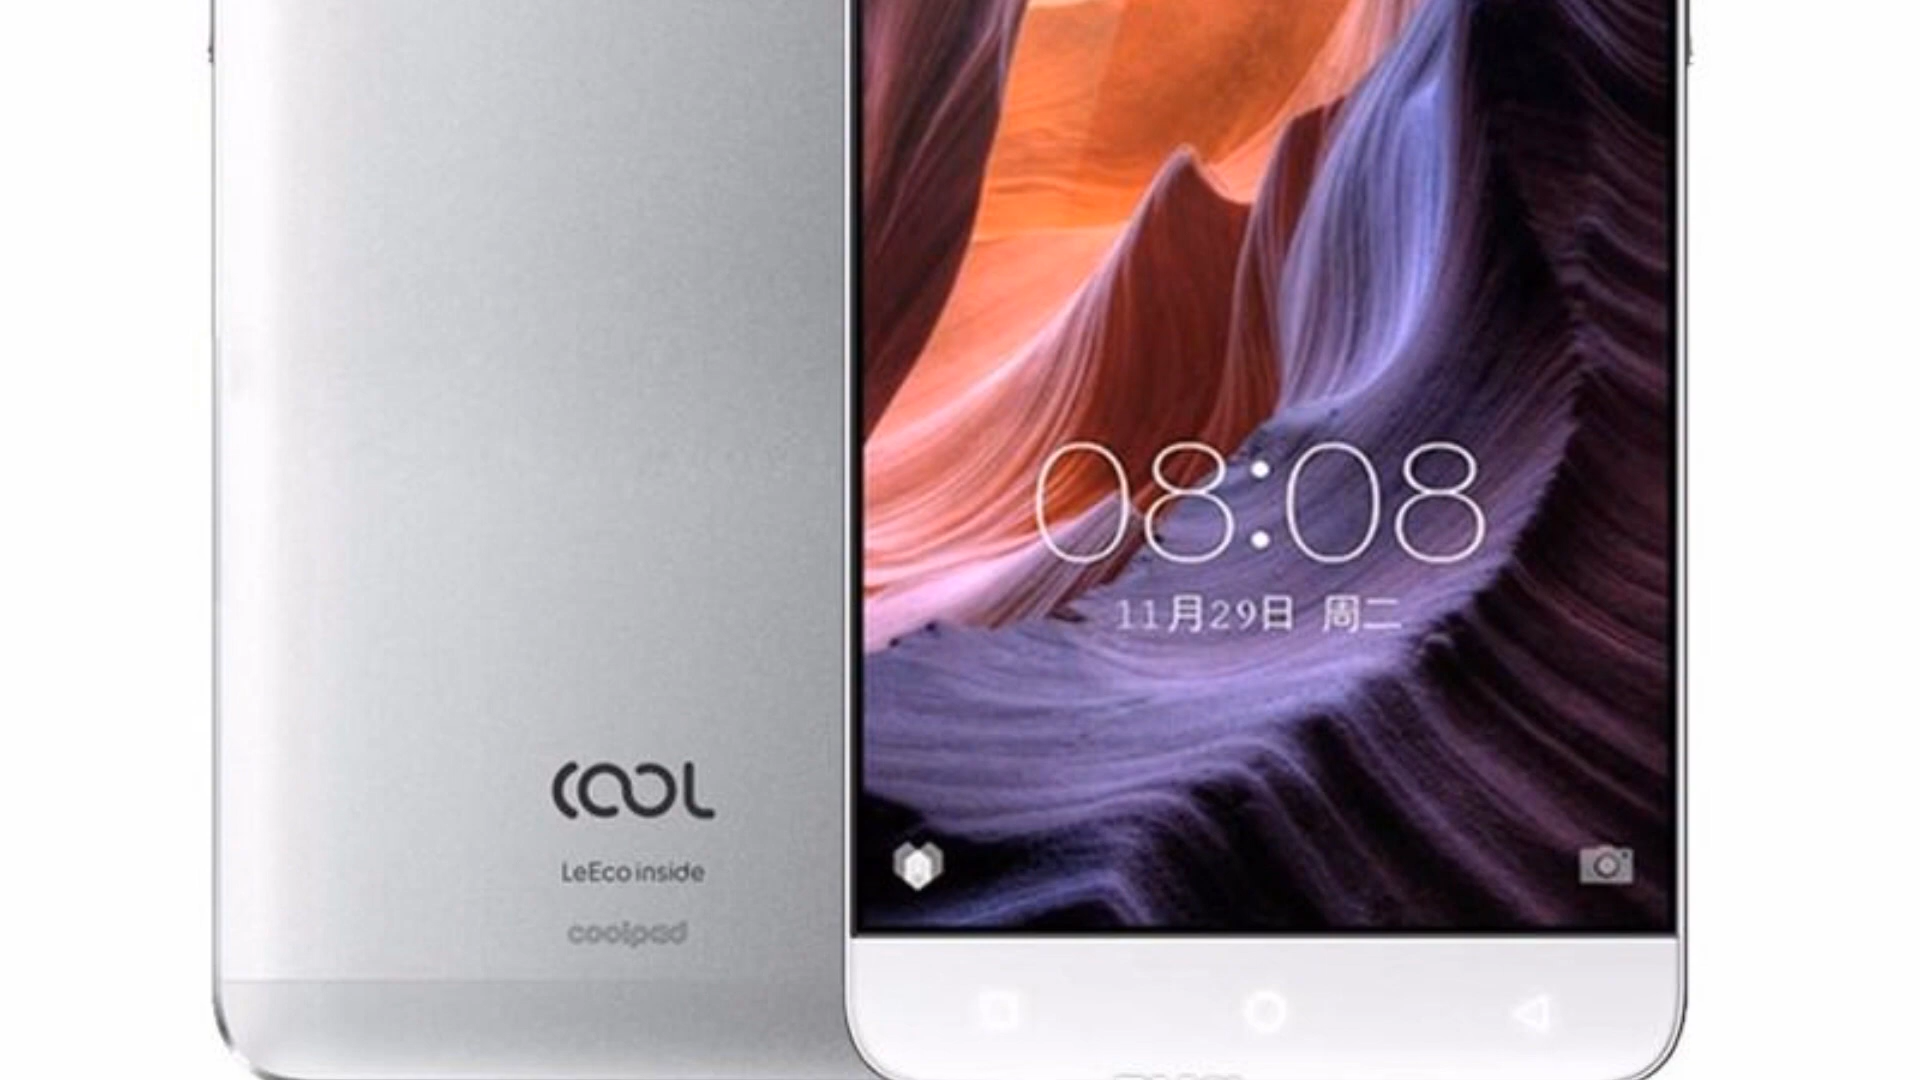 COOL
LeEco inside
coolpad
08:08
11月29日 周二